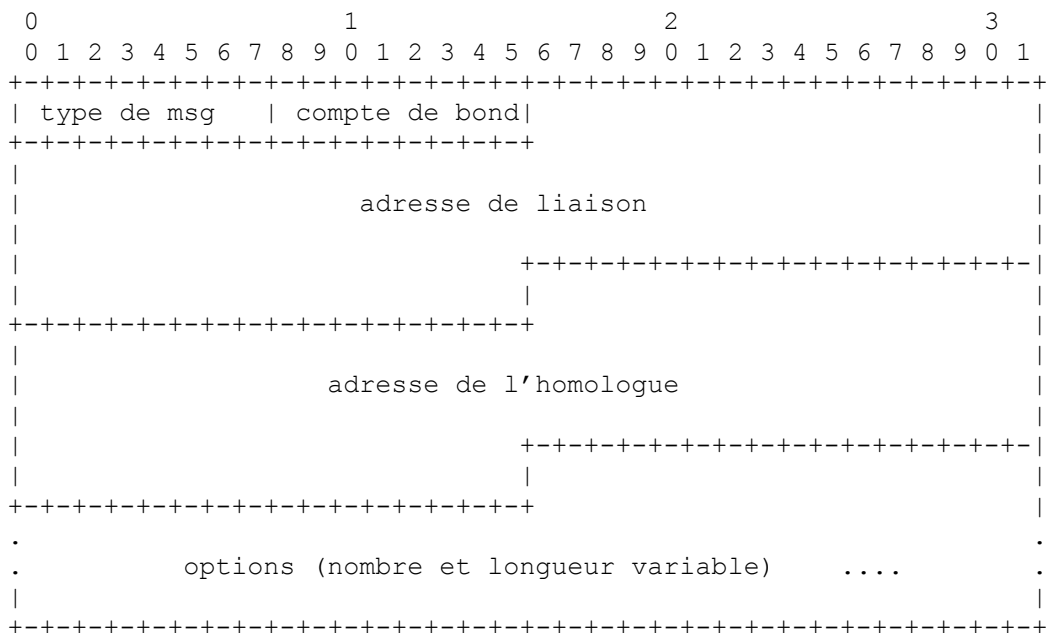 0                   1                   2                   3
0 1 2 3 4 5 6 7 8 9 0 1 2 3 4 5 6 7 8 9 0 1 2 3 4 5 6 7 8 9 0 1
+-+-+-+-+-+-+-+-+-+-+-+-+-+-+-+-+-+-+-+-+-+-+-+-+-+-+-+-+-+-+-+-+
| type de msg   | compte de bond|                               |
+-+-+-+-+-+-+-+-+-+-+-+-+-+-+-+-+                               |
|                                                               |
|                     adresse de liaison                        |
|                                                               |
|                               +-+-+-+-+-+-+-+-+-+-+-+-+-+-+-+-|
|                               |                               |
+-+-+-+-+-+-+-+-+-+-+-+-+-+-+-+-+                               |
|                                                               |
|                   adresse de l’homologue                      |
|                                                               |
|                               +-+-+-+-+-+-+-+-+-+-+-+-+-+-+-+-|
|                               |                               |
+-+-+-+-+-+-+-+-+-+-+-+-+-+-+-+-+                               |
.                                                               .
.          options (nombre et longueur variable)    ....        .
|                                                               |
+-+-+-+-+-+-+-+-+-+-+-+-+-+-+-+-+-+-+-+-+-+-+-+-+-+-+-+-+-+-+-+-+